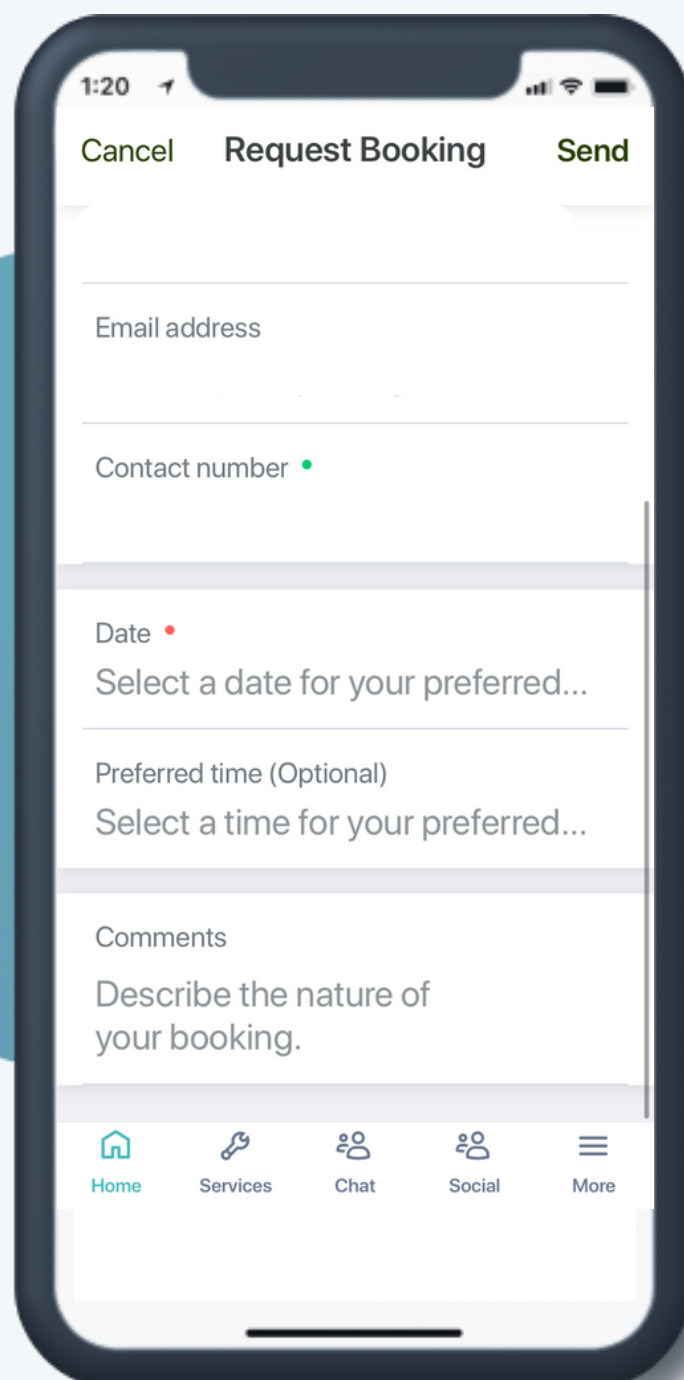 1:20
Cancel Request Booking Send
Email address
Contact number
Date
Select a date for your preferred...
Preferred time (Optional)
Select a time for your preferred...
Comments
Describe the nature of
your booking.
Home Services Chat Social More